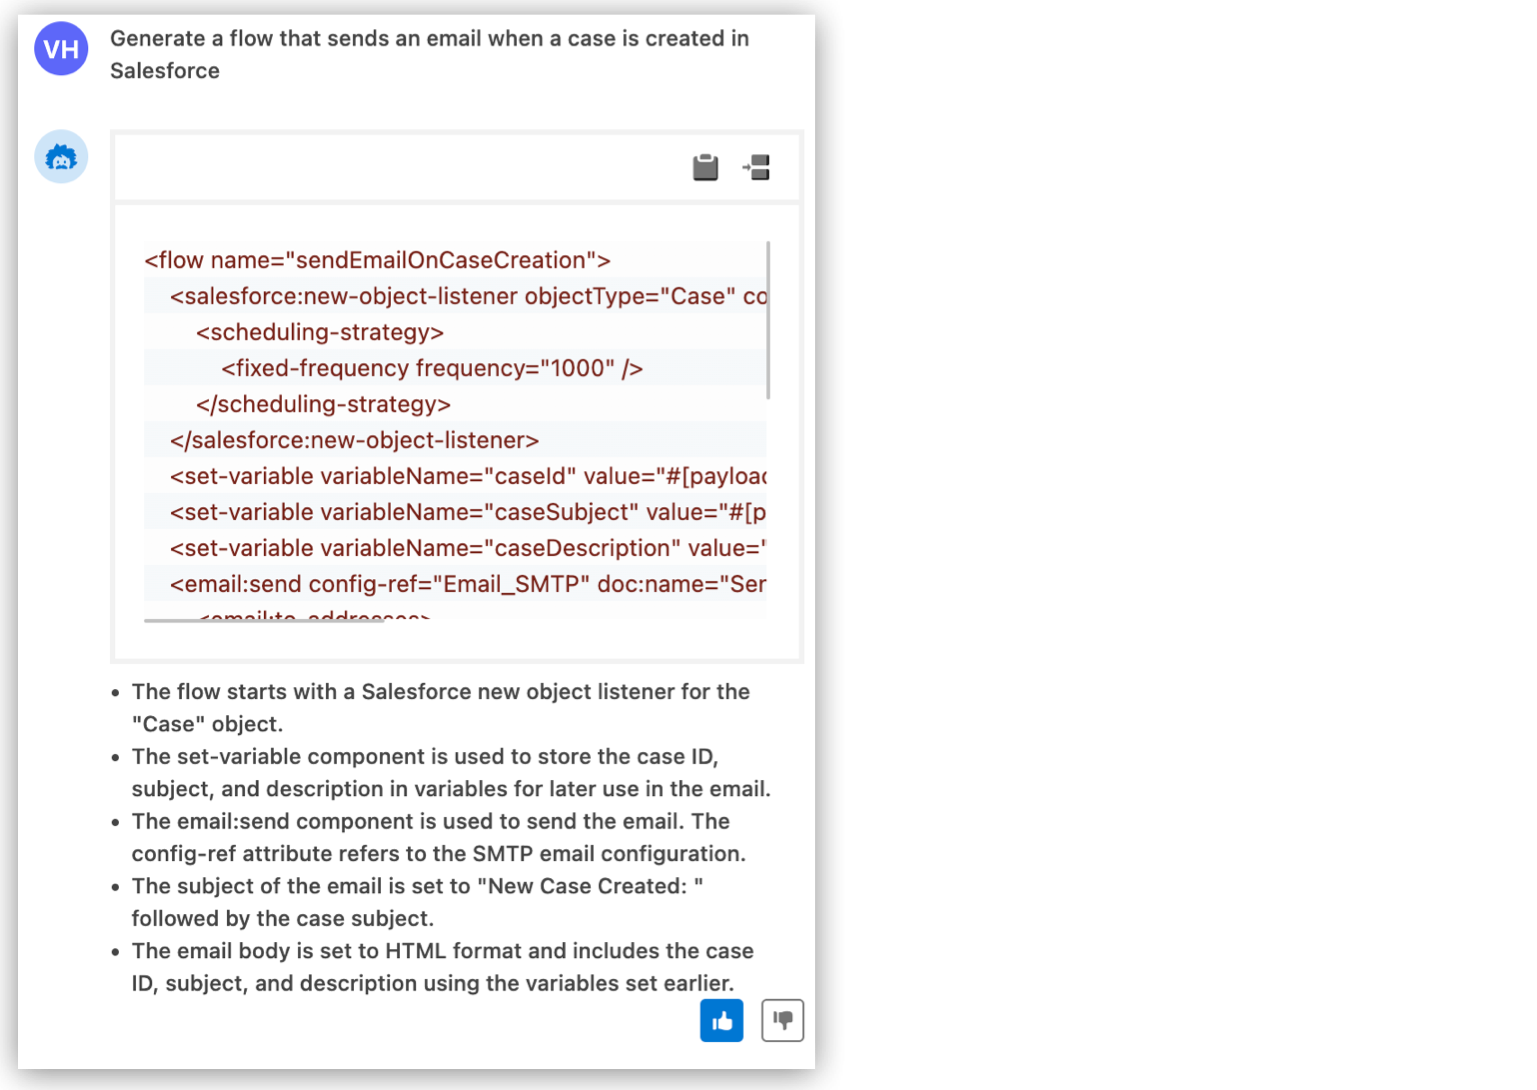 VH
Generate a flow that sends an email when a case is created in
Salesforce
<flow name="sendEmailOnCaseCreation">
<salesforce:new-object-listener objectType="Case" co
<scheduling-strategy>
<fixed-frequency frequency="1000" />
</scheduling-strategy>
</salesforce:new-object-listener>
<set-variable variableName="caseId" value="#[payload
<set-variable variableName="caseSubject" value="#[p
<set-variable variableName="caseDescription" value="
<email:send config-ref="Email_SMTP" doc:name="Sen
<email:to-addresses>
• The flow starts with a Salesforce new object listener for the
"Case" object.
• The set-variable component is used to store the case ID,
subject, and description in variables for later use in the email.
• The email:send component is used to send the email. The
config-ref attribute refers to the SMTP email configuration.
• The subject of the email is set to "New Case Created: "
followed by the case subject.
• The email body is set to HTML format and includes the case
ID, subject, and description using the variables set earlier.